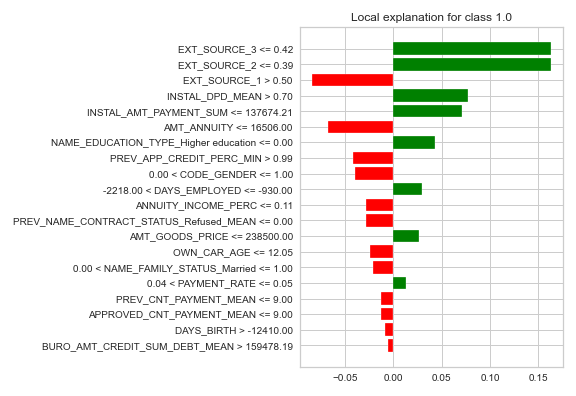 Local explanation for class 1.0
EXT_SOURCE_3 <= 0.42
EXT_SOURCE_2 <= 0.39
EXT_SOURCE_1 > 0.50
INSTAL_DPD_MEAN > 0.70
INSTAL_AMT_PAYMENT_SUM <= 137674.21
AMT_ANNUITY <= 16506.00
NAME_EDUCATION_TYPE_Higher education <= 0.00
PREV_APP_CREDIT_PERC_MIN > 0.99
0.00 < CODE_GENDER <= 1.00
-2218.00 < DAYS_EMPLOYED <= -930.00
ANNUITY_INCOME_PERC <= 0.11
PREV_NAME_CONTRACT_STATUS_Refused_MEAN <= 0.00
AMT_GOODS_PRICE <= 238500.00
OWN_CAR_AGE <= 12.05
0.00 < NAME_FAMILY_STATUS_Married <= 1.00
0.04 < PAYMENT_RATE <= 0.05
PREV_CNT_PAYMENT_MEAN <= 9.00
APPROVED_CNT_PAYMENT_MEAN <= 9.00
DAYS_BIRTH > -12410.00
BURO_AMT_CREDIT_SUM_DEBT_MEAN > 159478.19
−0.05 0.00 0.05 0.10 0.15